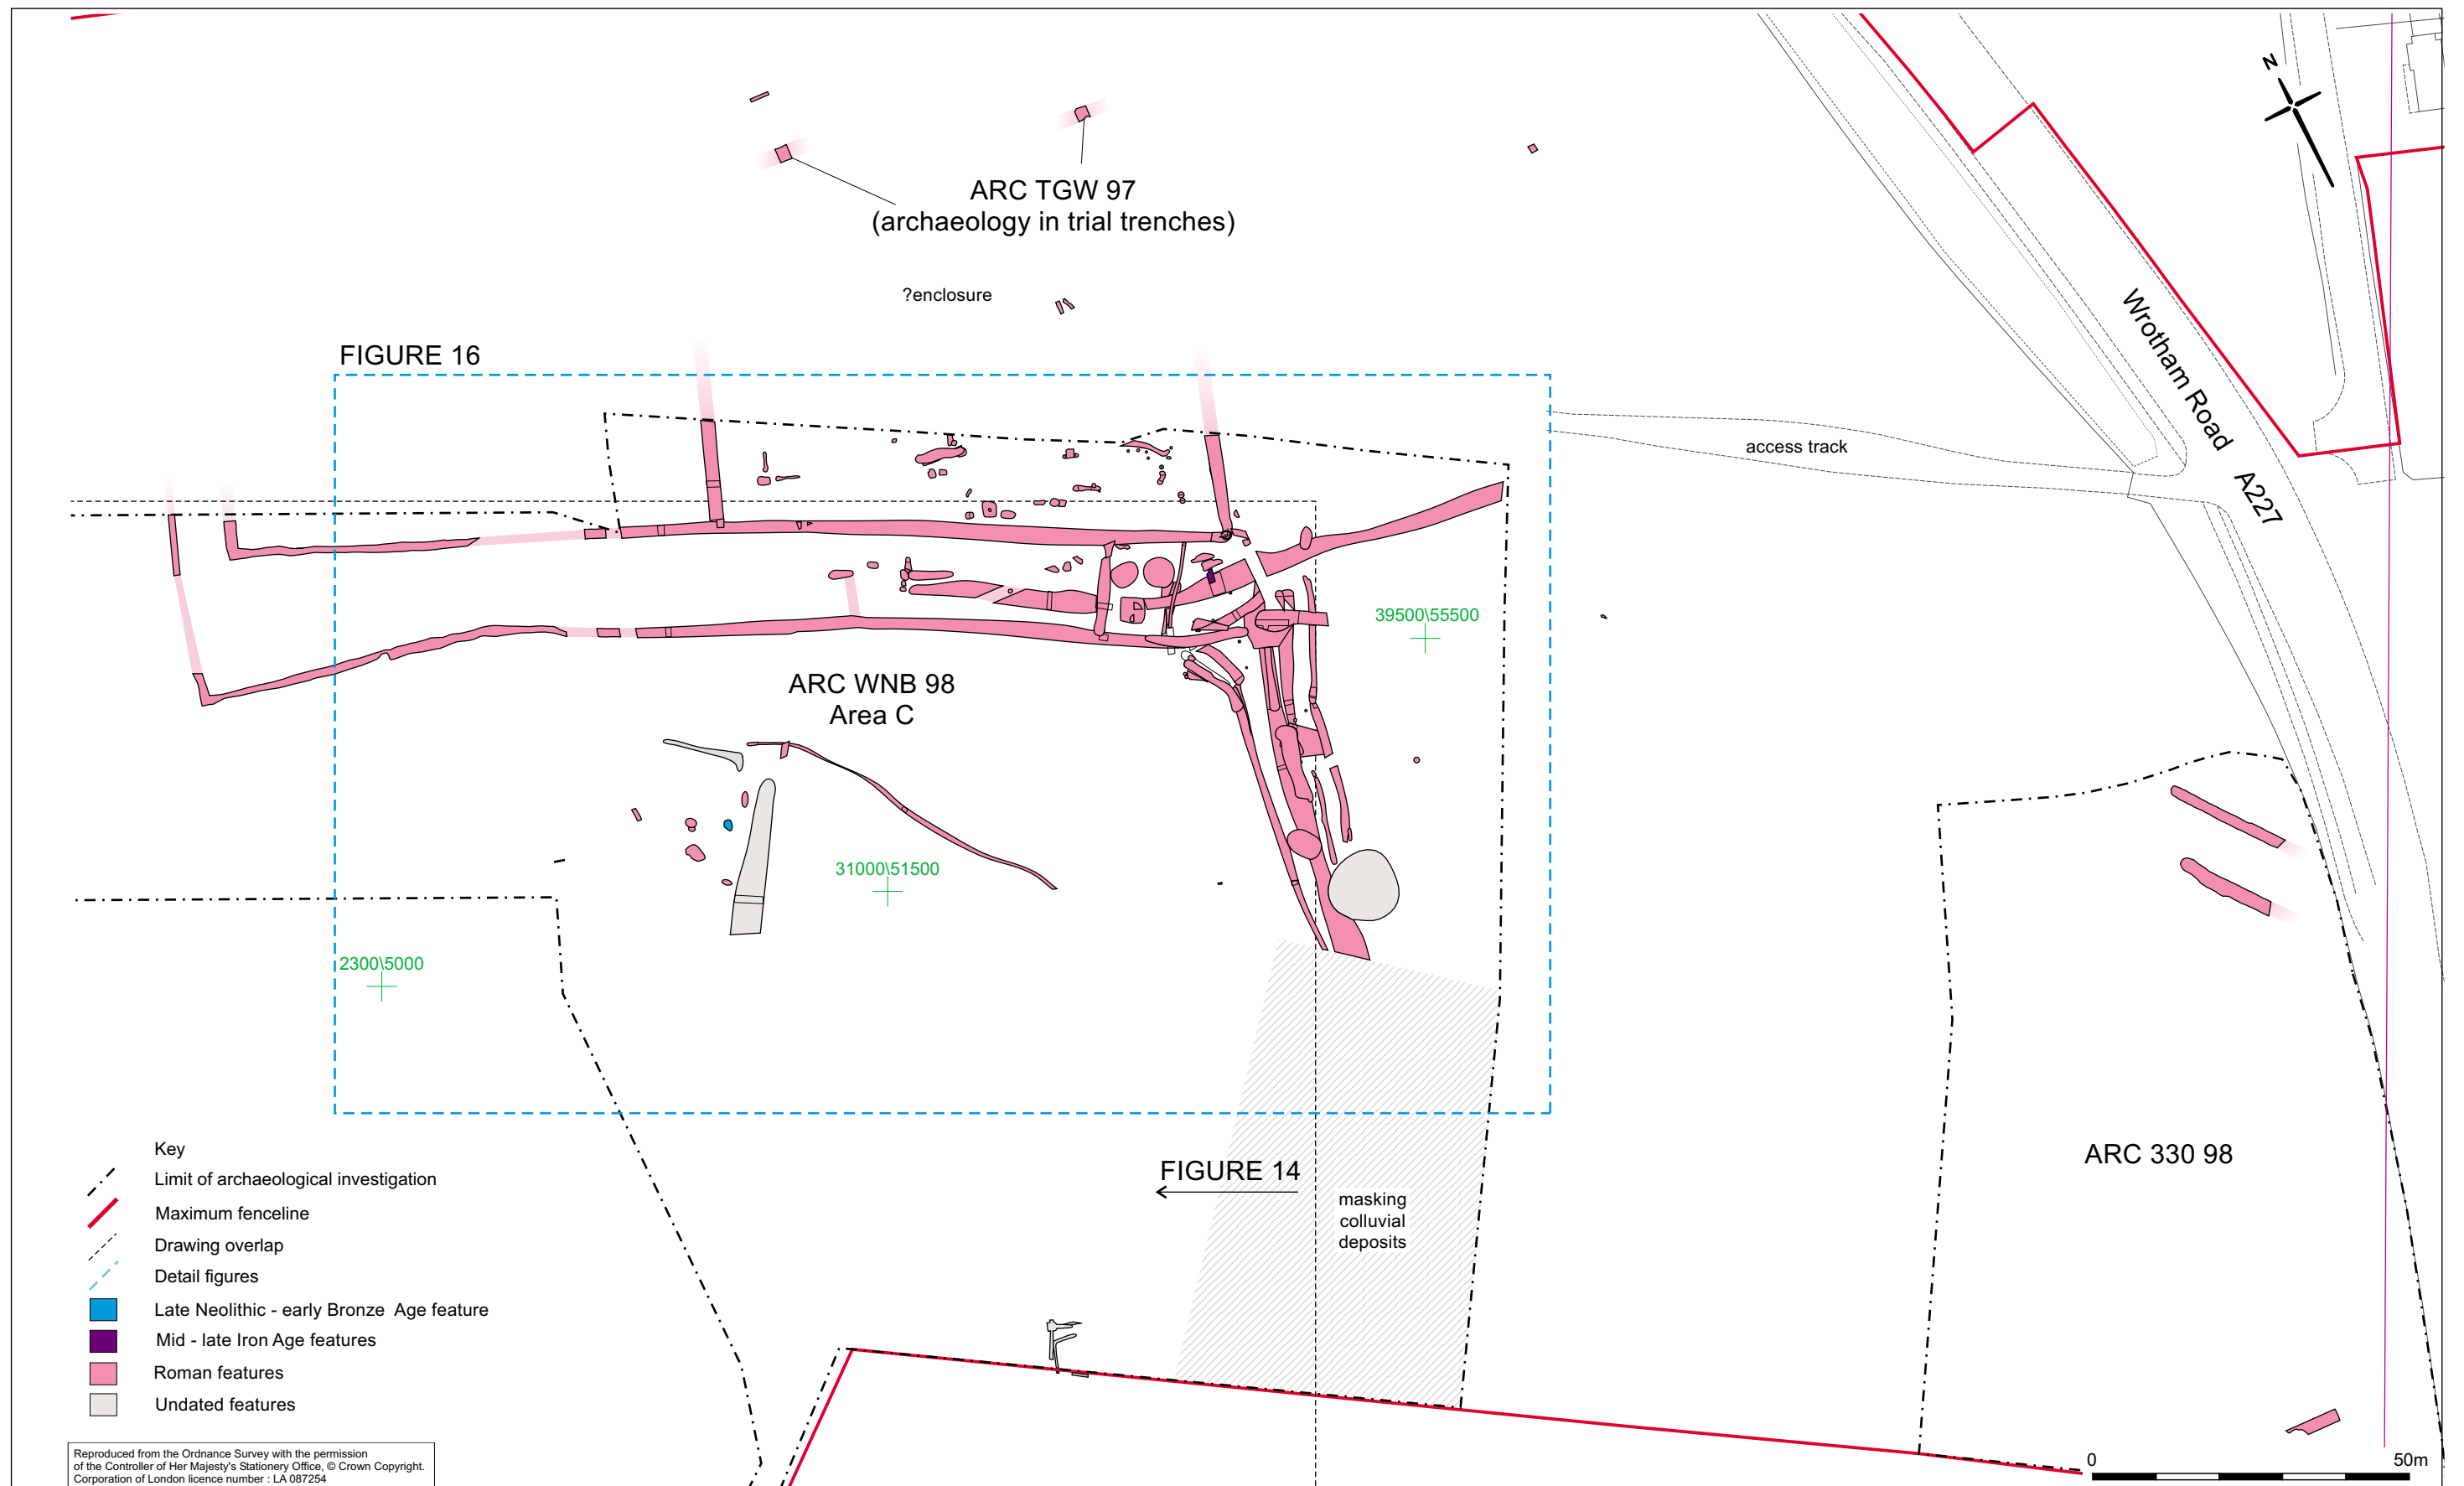 N
ARC TGW 97
(archaeology in trial trenches)
?enclosure
FIGURE 16
Wrotham Road
A227
access track
39500\55500
ARC WNB 98
Area C
31000\51500
2300\5000
FIGURE 14
masking
colluvial
deposits
ARC 330 98
Key
Limit of archaeological investigation
Maximum fenceline
Drawing overlap
Detail figures
Late Neolithic - early Bronze Age feature
Mid - late Iron Age features
Roman features
Undated features
Reproduced from the Ordnance Survey with the permission
of the Controller of Her Majesty's Stationery Office, © Crown Copyright.
Corporation of London licence number : LA 087254
0
50m